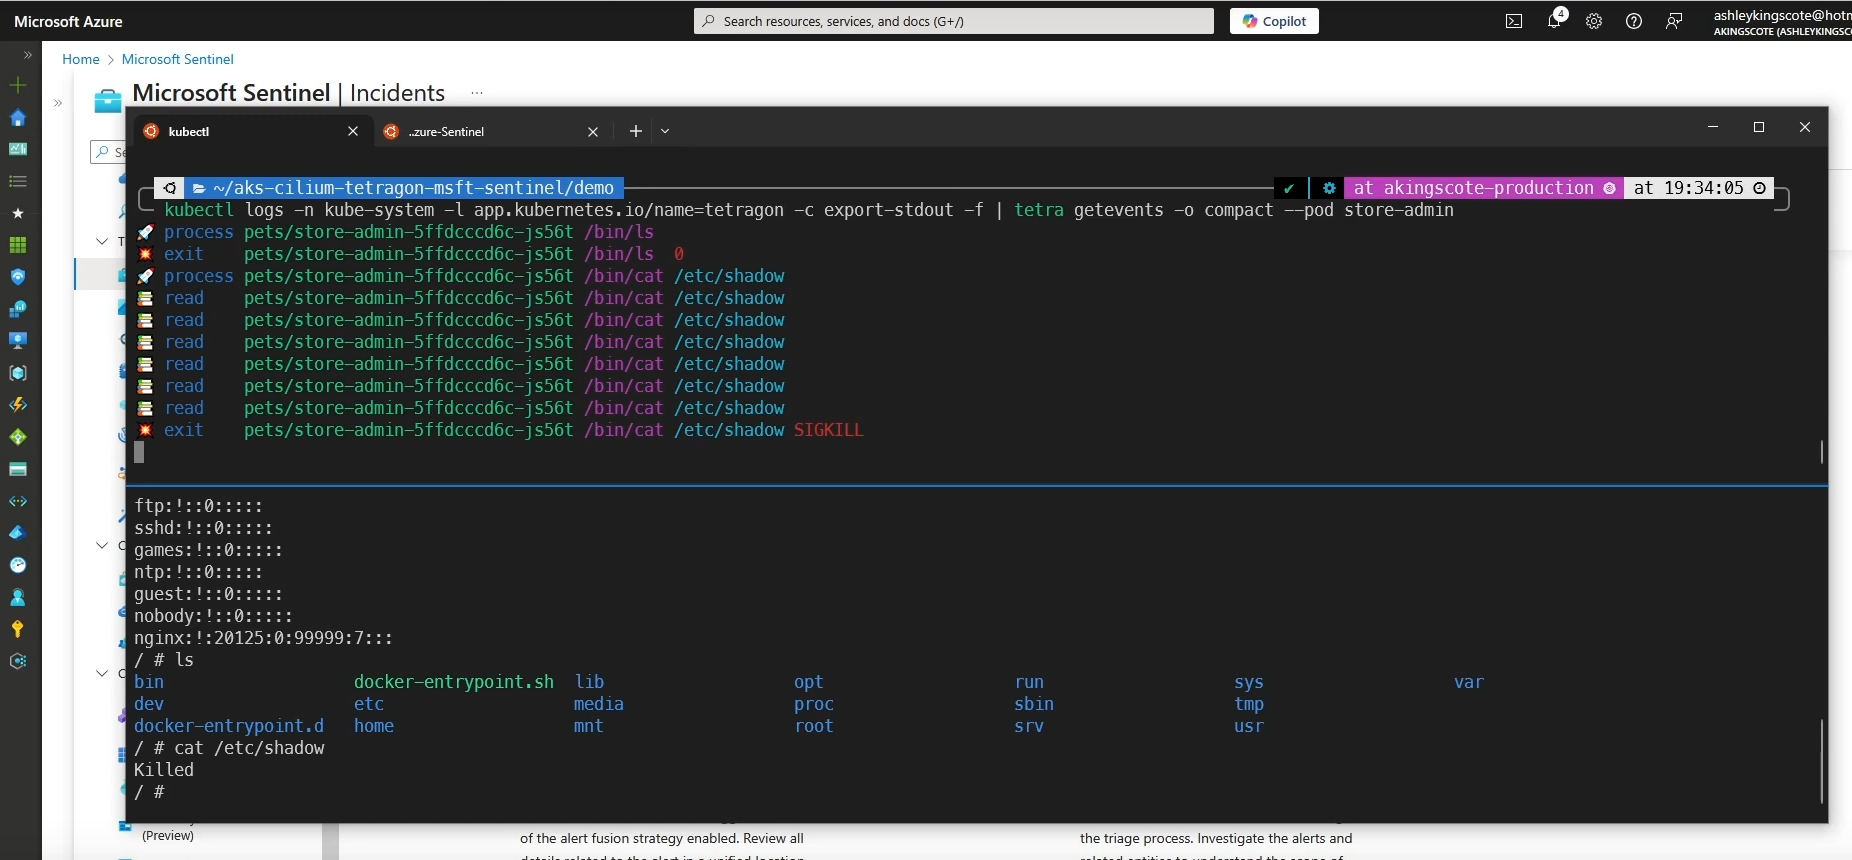 Microsoft Azure
Search resources, services, and docs (G+/)
Copilot
4
ashleykingscote@hotm
AKINGSCOTE (ASHLEYKINGSCO
Home > Microsoft Sentinel
Microsoft Sentinel | Incidents ...
kubectl
..zure-Sentinel
~/aks-cilium-tetragon-msft-sentinel/demo
at akingscote-production
at 19:34:05
kubectl logs -n kube-system -l app.kubernetes.io/name=tetragon -c export-stdout -f | tetra getevents -o compact --pod store-admin
🚀 process pets/store-admin-5ffdcccd6c-js56t /bin/ls
💥 exit pets/store-admin-5ffdcccd6c-js56t /bin/ls 0
🚀 process pets/store-admin-5ffdcccd6c-js56t /bin/cat /etc/shadow
📚 read pets/store-admin-5ffdcccd6c-js56t /bin/cat /etc/shadow
📚 read pets/store-admin-5ffdcccd6c-js56t /bin/cat /etc/shadow
📚 read pets/store-admin-5ffdcccd6c-js56t /bin/cat /etc/shadow
📚 read pets/store-admin-5ffdcccd6c-js56t /bin/cat /etc/shadow
📚 read pets/store-admin-5ffdcccd6c-js56t /bin/cat /etc/shadow
📚 read pets/store-admin-5ffdcccd6c-js56t /bin/cat /etc/shadow
💥 exit pets/store-admin-5ffdcccd6c-js56t /bin/cat /etc/shadow SIGKILL
ftp:!::0:::::
sshd:!::0:::::
games:!::0:::::
ntp:!::0:::::
guest:!::0:::::
nobody:!::0:::::
nginx:!:20125:0:99999:7:::
/ # ls
bin docker-entrypoint.sh lib opt run sys var
dev etc media proc sbin tmp
docker-entrypoint.d home mnt root srv usr
/ # cat /etc/shadow
Killed
/ #
(Preview)
of the alert fusion strategy enabled. Review all
the triage process. Investigate the alerts and